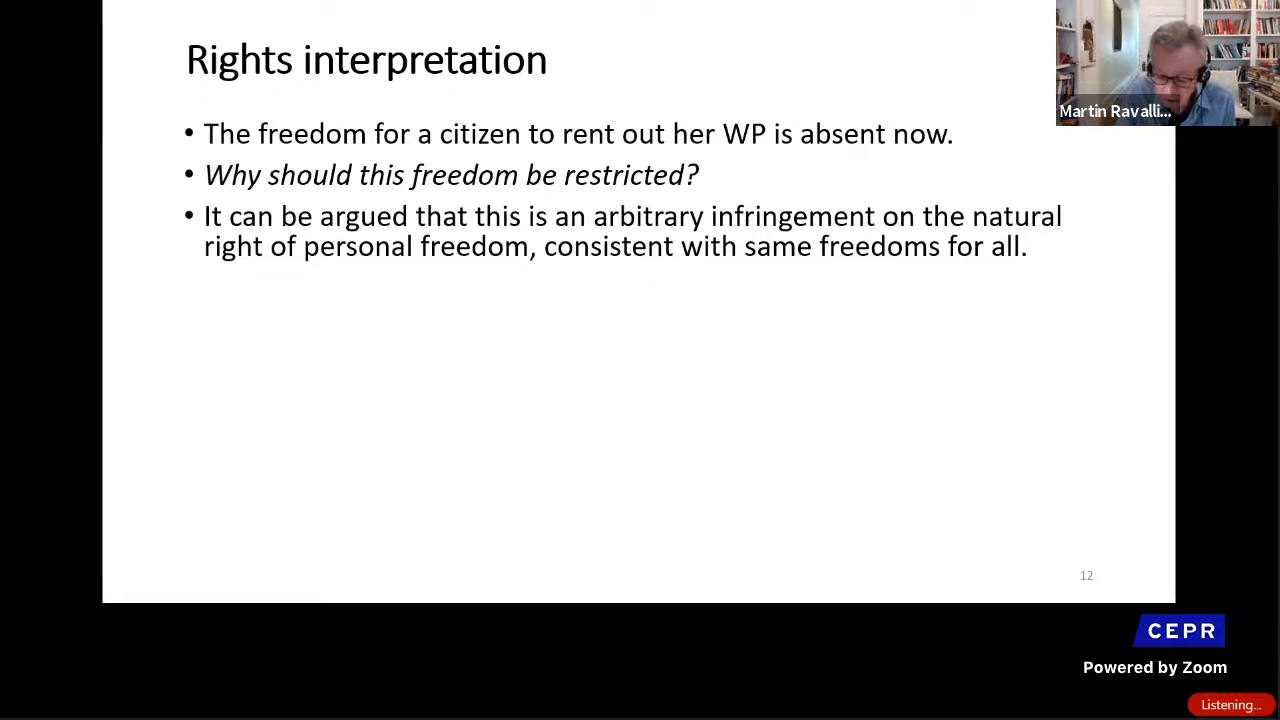 Rights interpretation
Martin Ravalli...
• The freedom for a citizen to rent out her WP is absent now.
• Why should this freedom be restricted?
• It can be argued that this is an arbitrary infringement on the natural
right of personal freedom, consistent with same freedoms for all.
12
CEPR
Powered by Zoom
Listening...